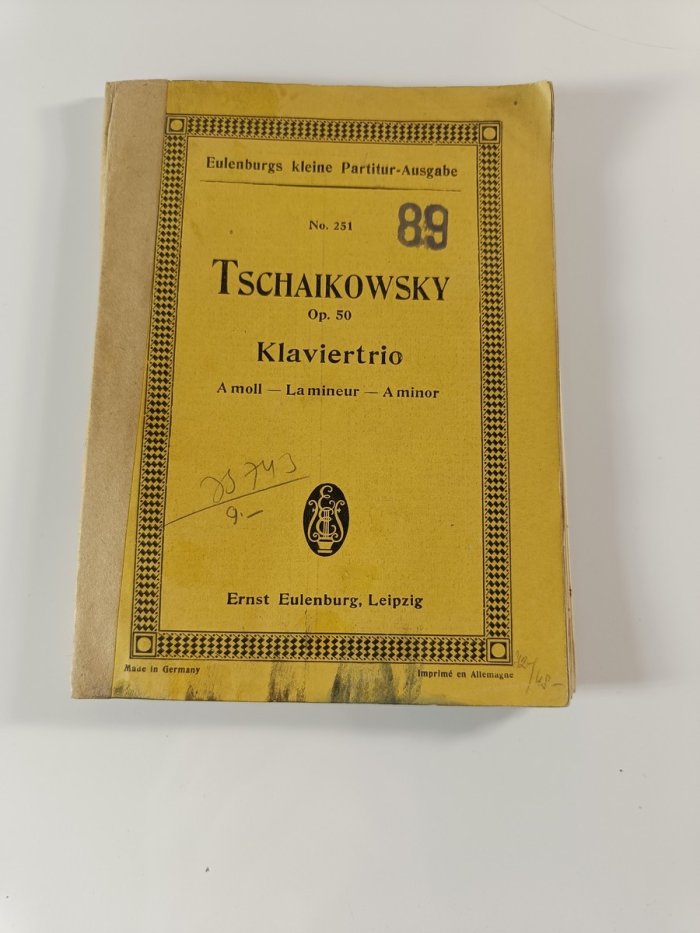 Eulenburgs kleine Partitur-Ausgabe
No. 251
89
TSCHAIKOWSKY
Op. 50
Klaviertrio
A moll — La mineur — A minor
9.—
Ernst Eulenburg, Leipzig
Made in Germany
Imprimé en Allemagne